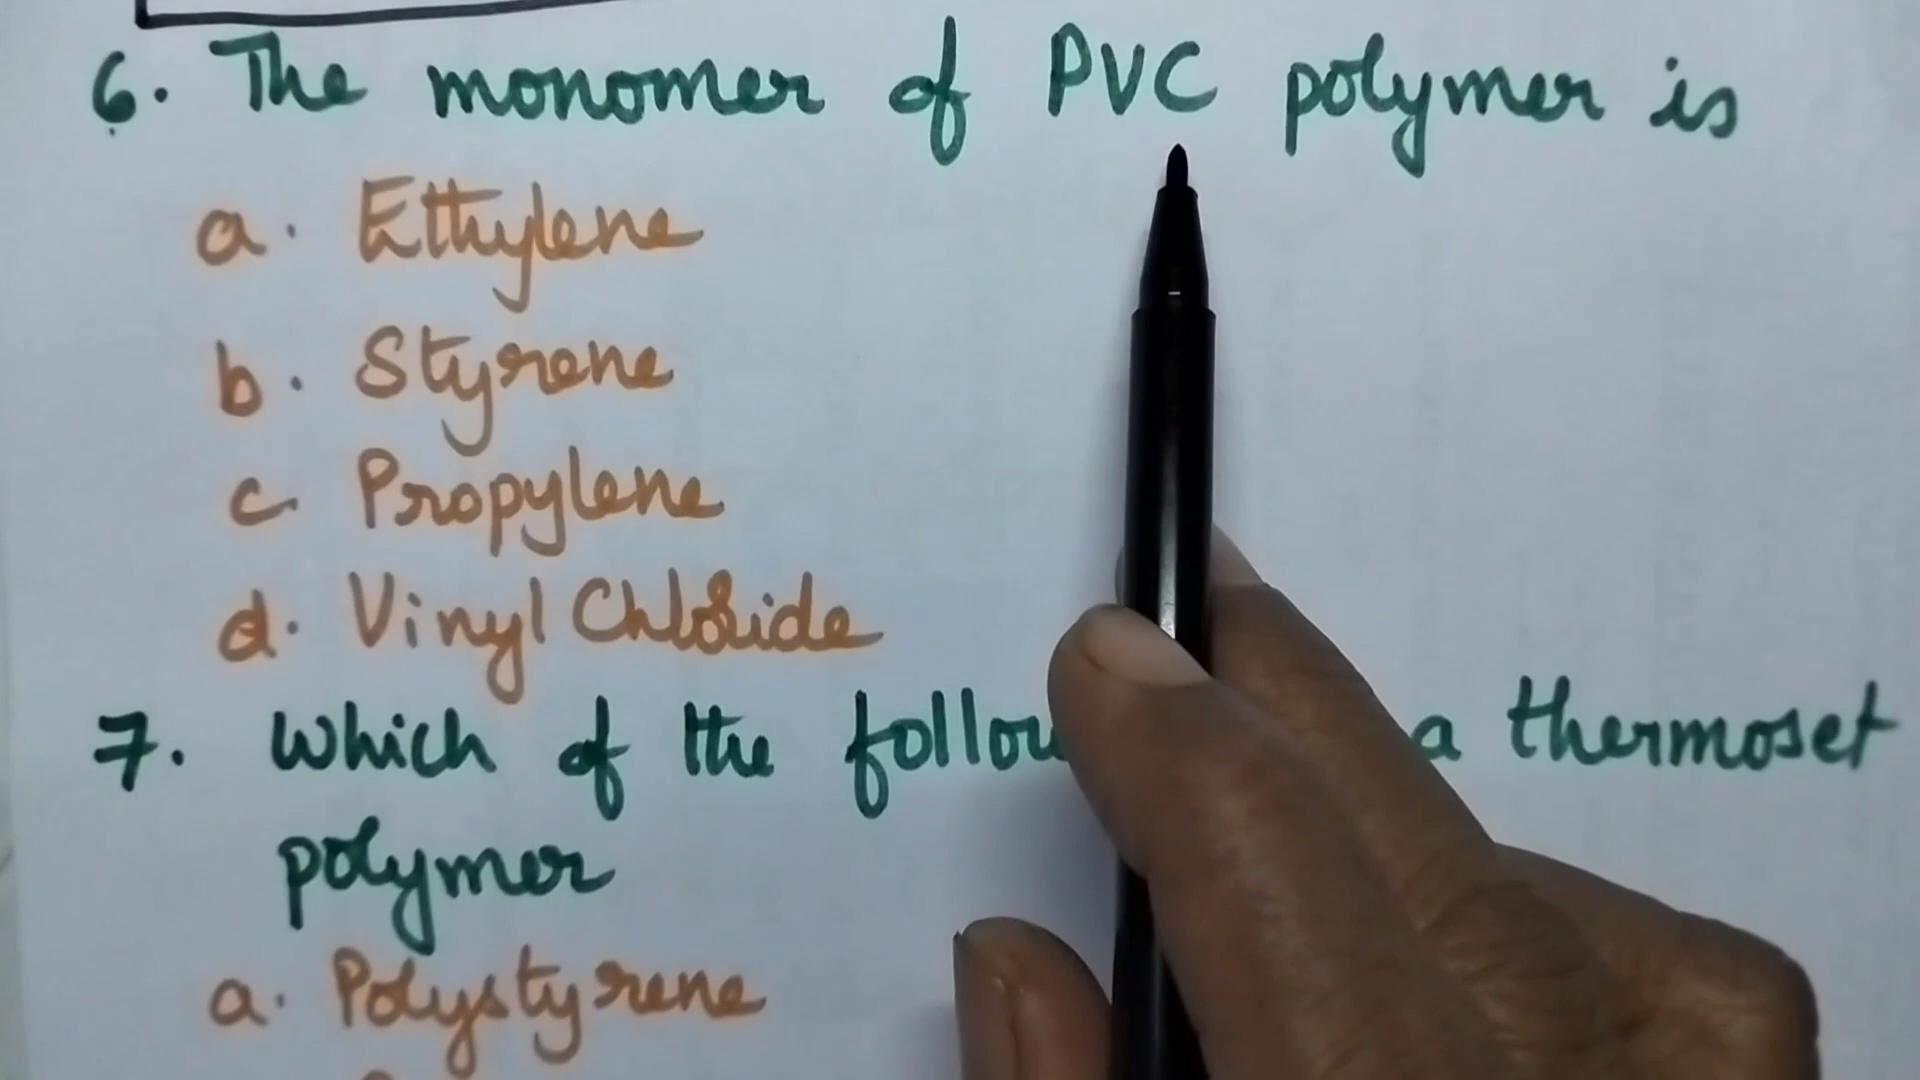 6. The monomer of PVC polymer is
a. Ethylene
b. Styrene
c. Propylene
d. Vinyl Chloride
7. Which of the follow a thermoset
polymer
a. Polystyrene